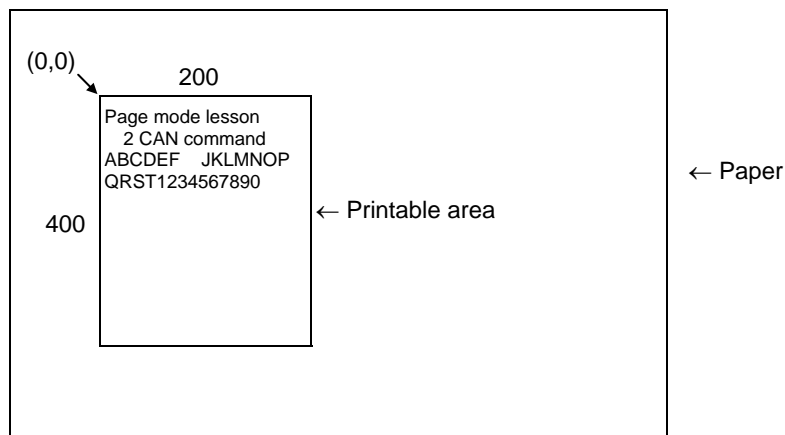 (0,0)
200
Page mode lesson
2 CAN command
ABCDEF JKLMNOP
QRST1234567890
400
← Printable area
← Paper